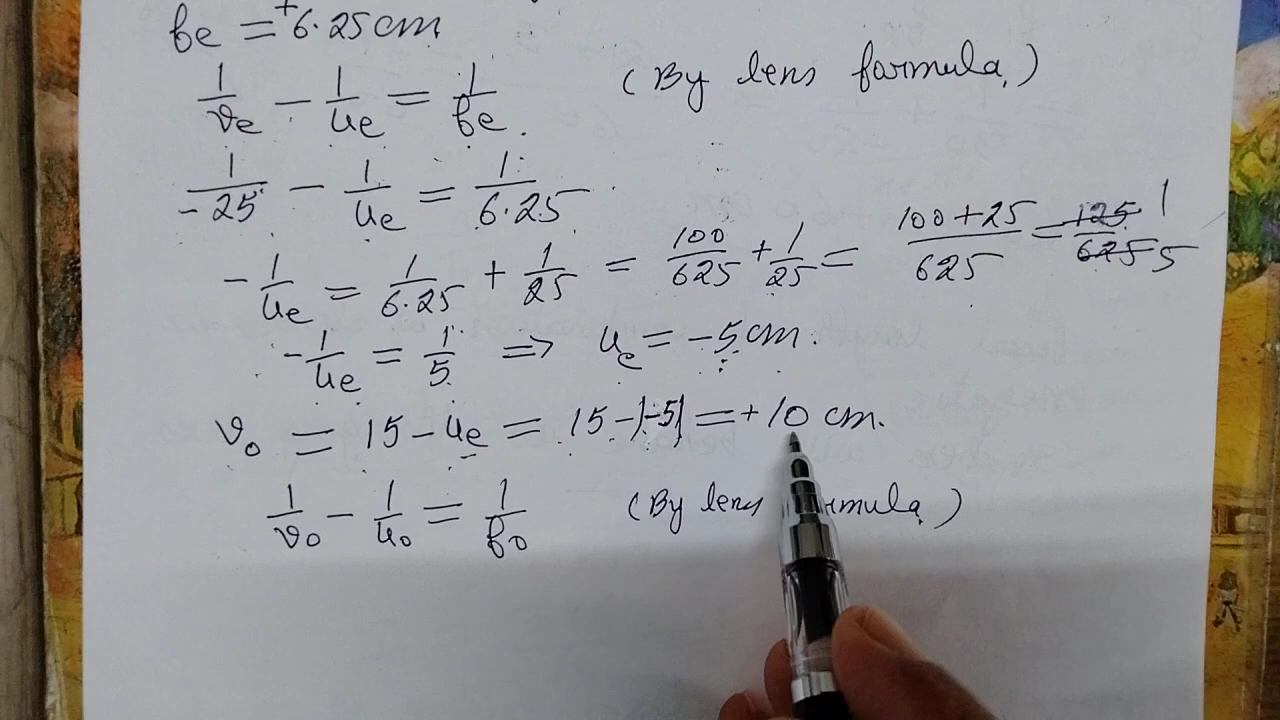 fe = +6.25 cm
1/ve − 1/ue = 1/fe. (By lens formula.)
1/−25 − 1/ue = 1/6.25
−1/ue = 1/6.25 + 1/25 = 100/625 + 1/25 = 100+25/625 = 125/625 1/5
−1/ue = 1/5 => ue = −5 cm.
vo = 15 − ue = 15 − |−5| = +10 cm.
1/vo − 1/uo = 1/fo (By lens formula)